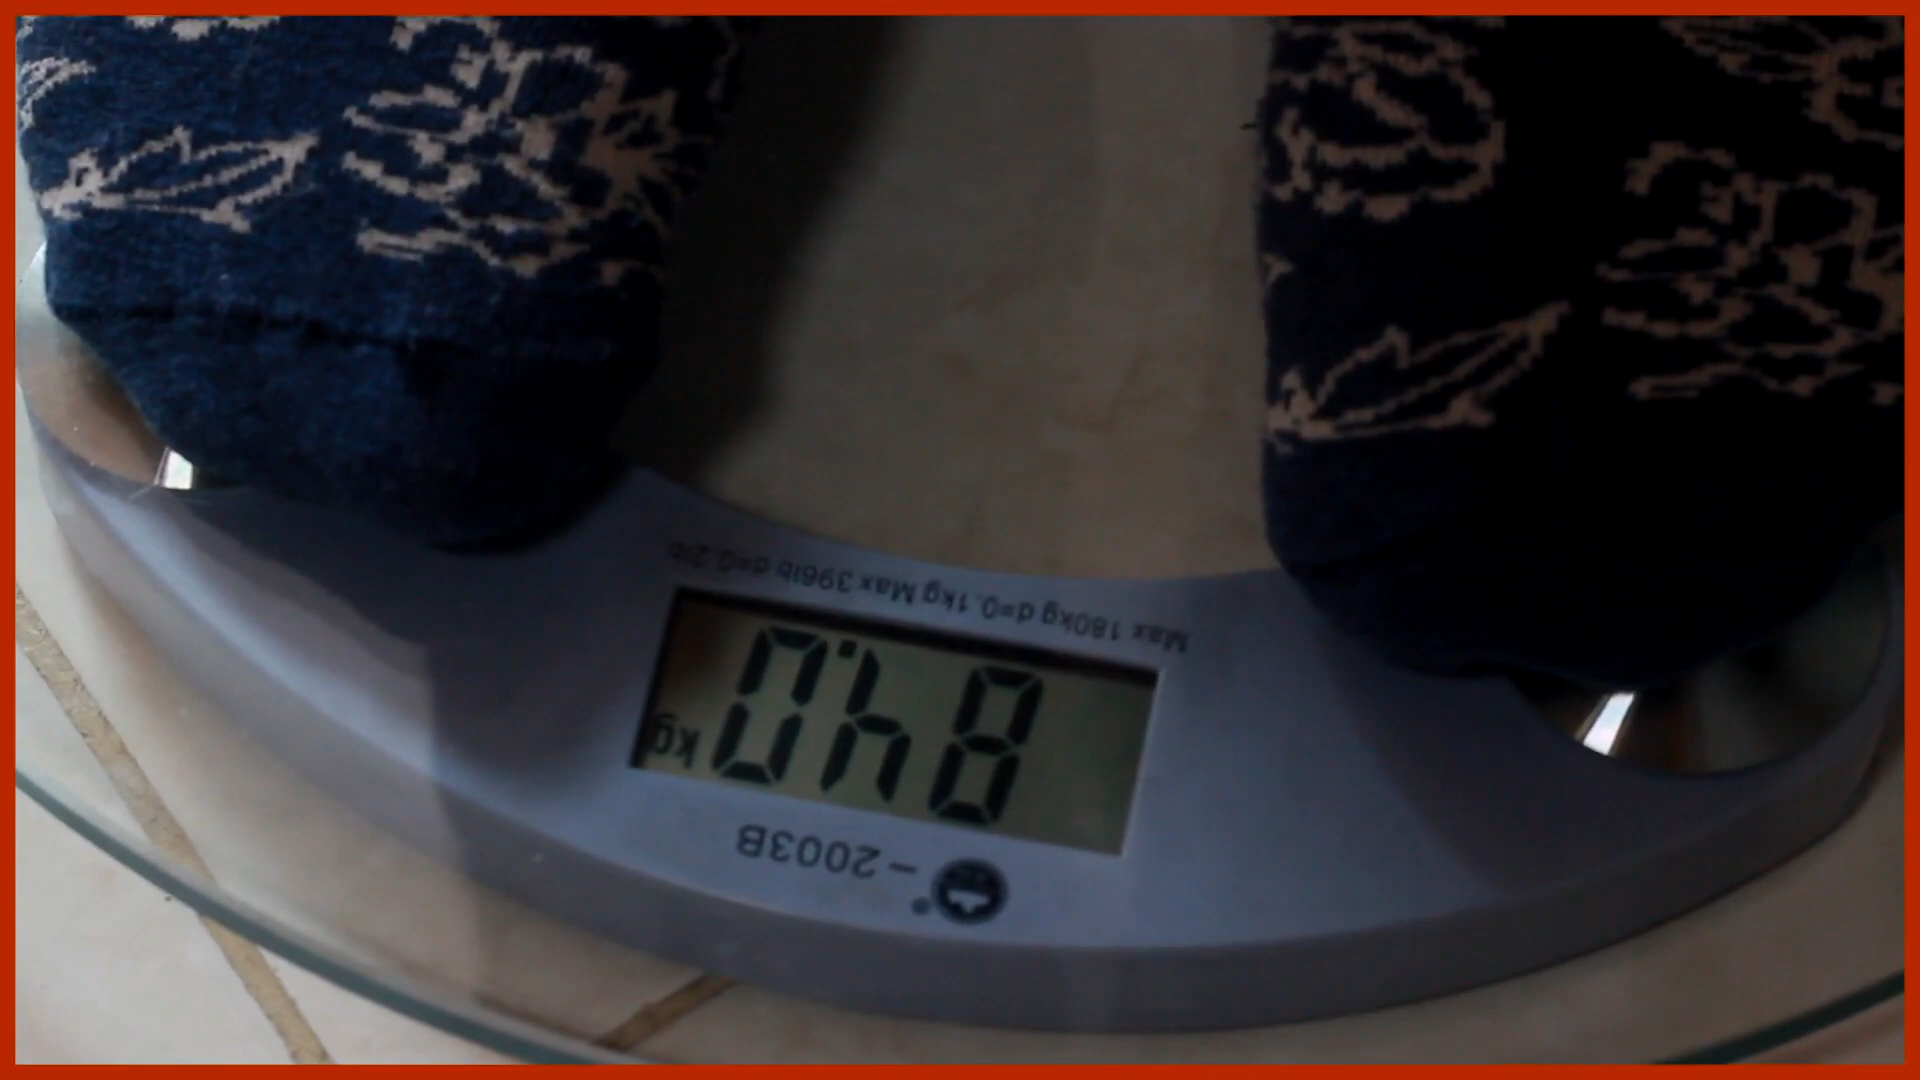 – 2003B
84.0 kg
Max 180kg d=0.1kg Max 396lb d=0.2lb